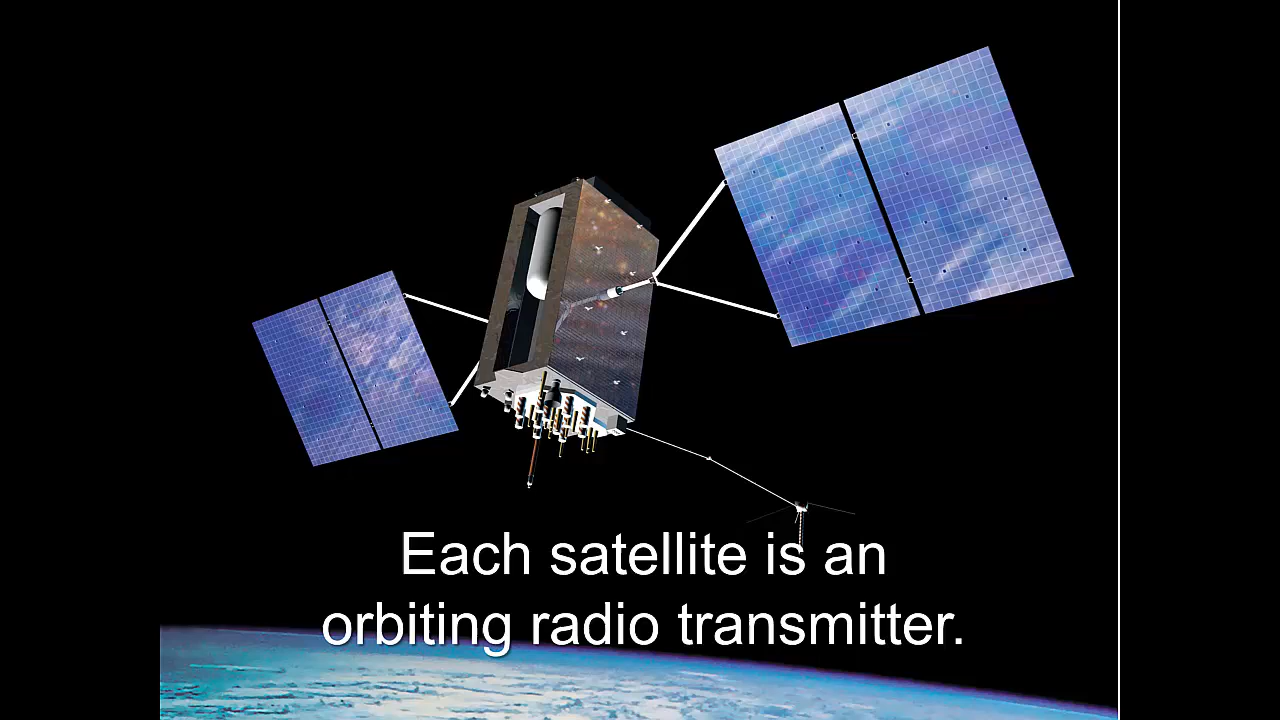 Each satellite is an
orbiting radio transmitter.